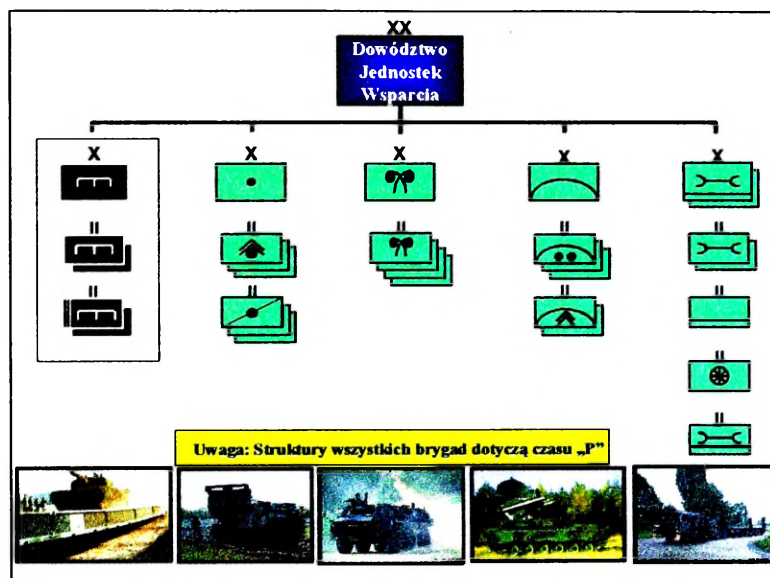 XX
Dowództwo
Jednostek
Wsparcia
X X X X X
II II II II II
II II II II
II
II
Uwaga: Struktury wszystkich brygad dotyczą czasu „P”